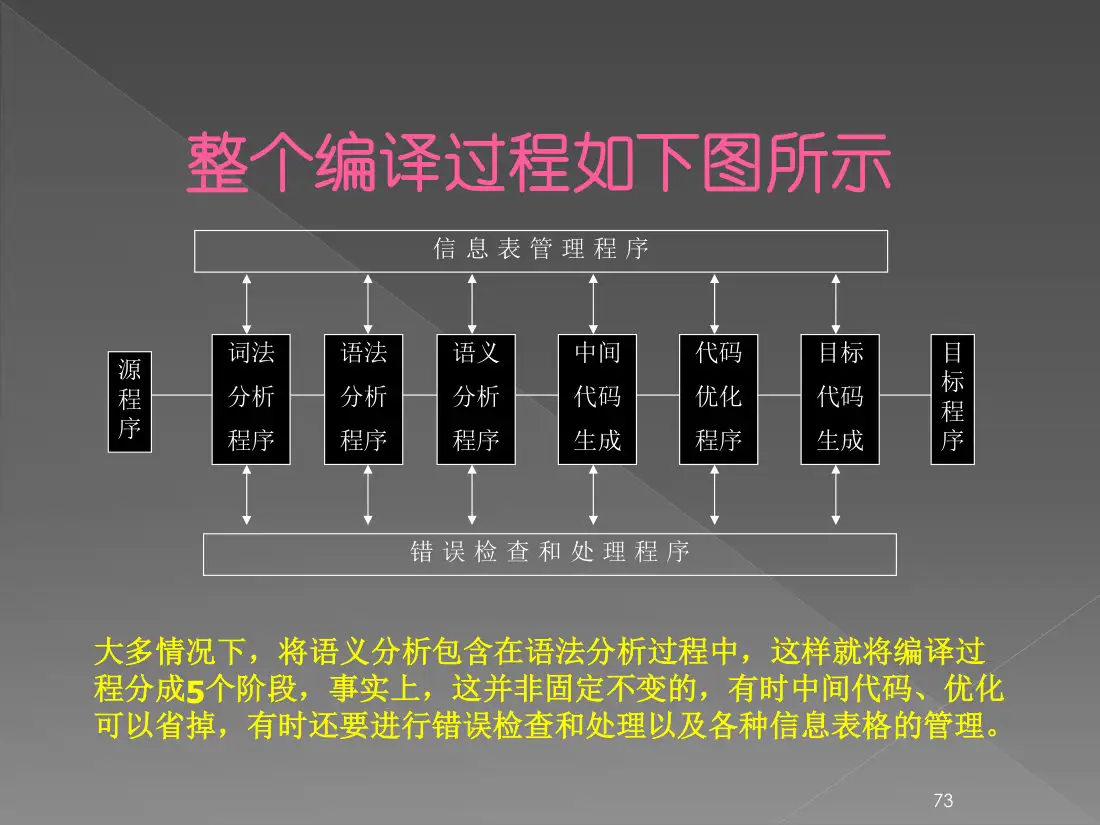 整个编译过程如下图所示
信息表管理程序
源程序
词法分析程序
语法分析程序
语义分析程序
中间代码生成
代码优化程序
目标代码生成
目标程序
错误检查和处理程序
大多情况下，将语义分析包含在语法分析过程中，这样就将编译过
程分成5个阶段，事实上，这并非固定不变的，有时中间代码、优化
可以省掉，有时还要进行错误检查和处理以及各种信息表格的管理。
73